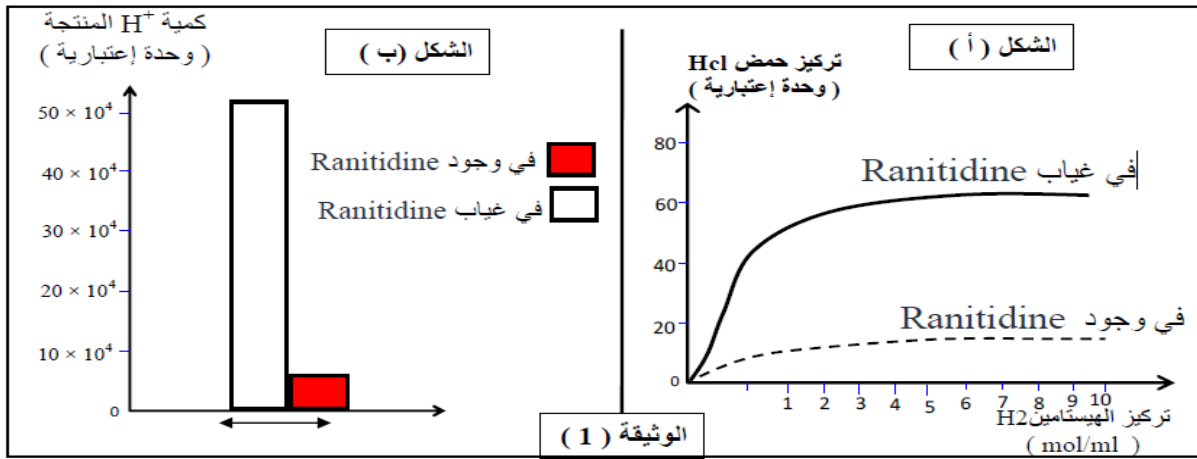 الشكل ( أ )
تركيز حمض Hcl
( وحدة إعتبارية )
80
60
40
20
0
في غياب Ranitidine
في وجود Ranitidine
1 2 3 4 5 6 7 8 9 10
تركيز الهيستامين H2
( mol/ml )
الشكل (ب )
كمية H⁺ المنتجة
( وحدة إعتبارية )
50 × 10⁴
40 × 10⁴
30 × 10⁴
20 × 10⁴
10 × 10⁴
0
في وجود Ranitidine
في غياب Ranitidine
الوثيقة ( 1 )